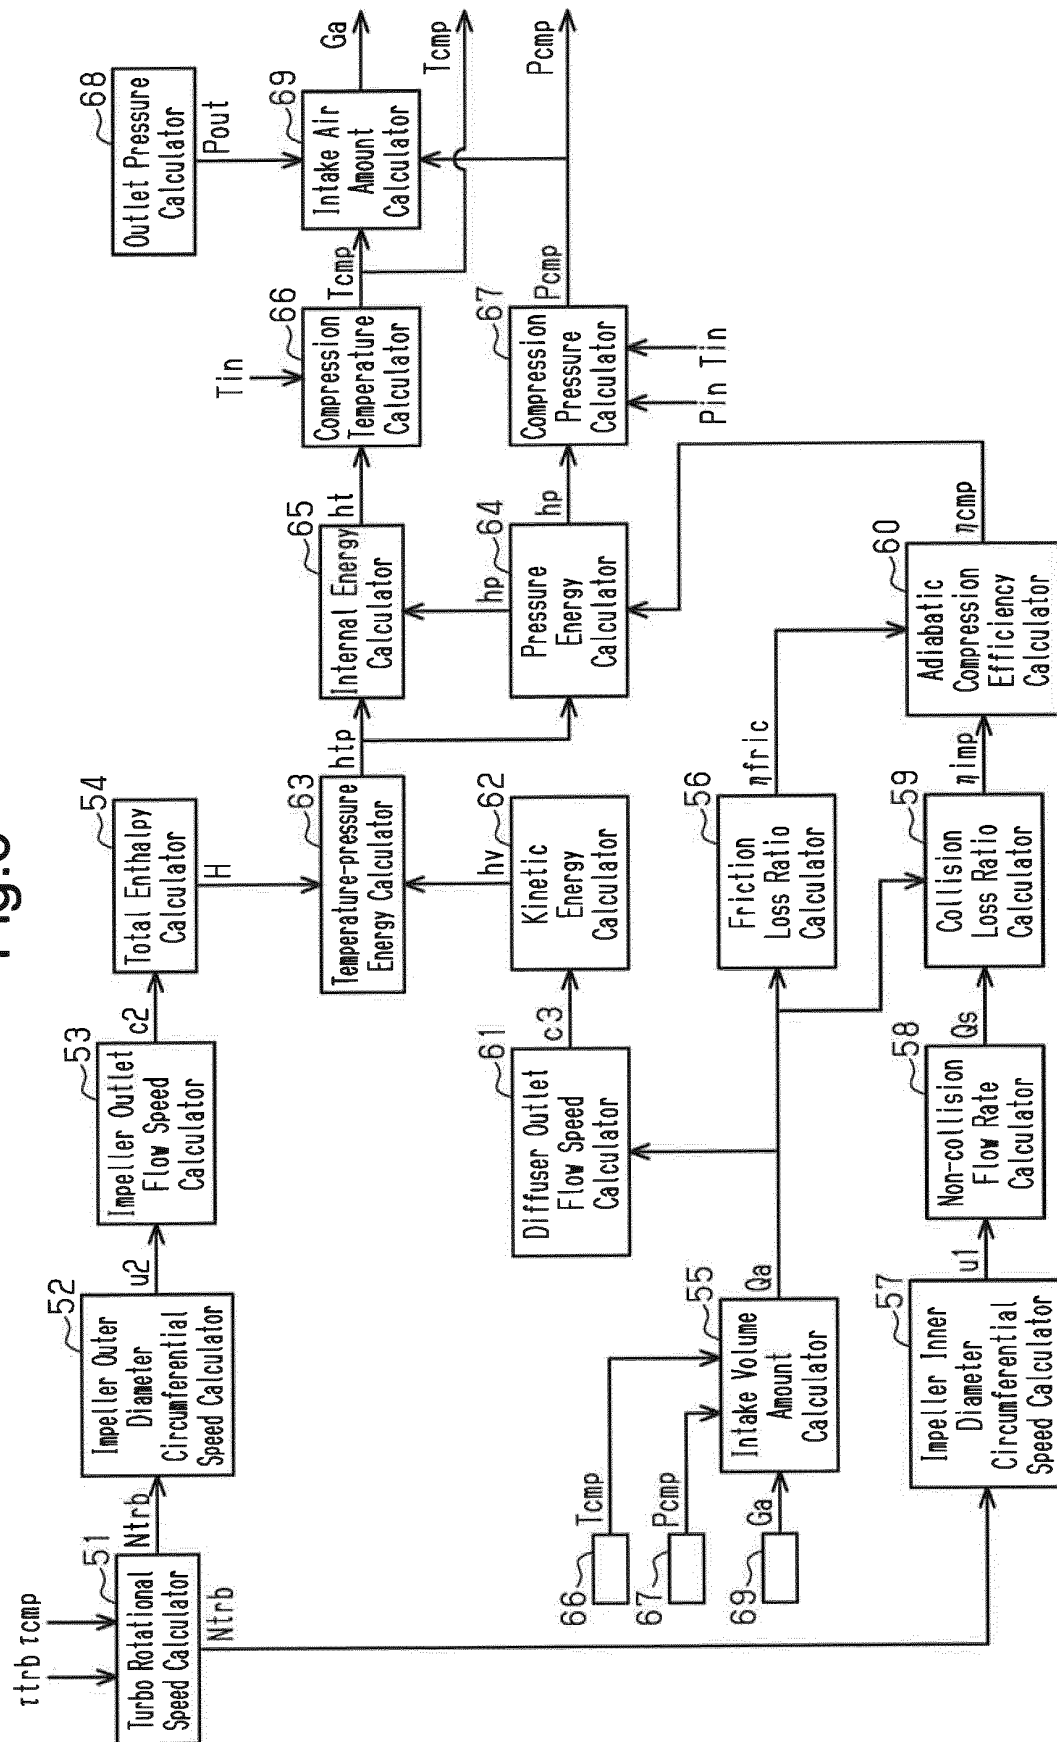 Fig.
τtrb τcmp
51
Turbo Rotational
Speed Calculator
Ntrb
Ntrb
52
Impeller Outer
Diameter
Circumferential
Speed Calculator
u2
53
Impeller Outlet
Flow Speed
Calculator
c2
54
Total Enthalpy
Calculator
H
68
Outlet Pressure
Calculator
Pout
63
Temperature-pressure
Energy Calculator
htp
65
Internal Energy
Calculator
ht
Tin
66
Compression
Temperature
Calculator
Tcmp
69
Intake Air
Amount
Calculator
Ga
Tcmp
Pcmp
61
Diffuser Outlet
Flow Speed
Calculator
c3
62
Kinetic
Energy
Calculator
hv
64
Pressure
Energy
Calculator
hp
hp
67
Compression
Pressure
Calculator
Pcmp
Pin Tin
66
Tcmp
67
Pcmp
69
Ga
55
Intake Volume
Amount
Calculator
Qa
56
Friction
Loss Ratio
Calculator
ηfric
57
Impeller Inner
Diameter
Circumferential
Speed Calculator
u1
58
Non-collision
Flow Rate
Calculator
Qs
59
Collision
Loss Ratio
Calculator
ηimp
60
Adiabatic
Compression
Efficiency
Calculator
ηcmp